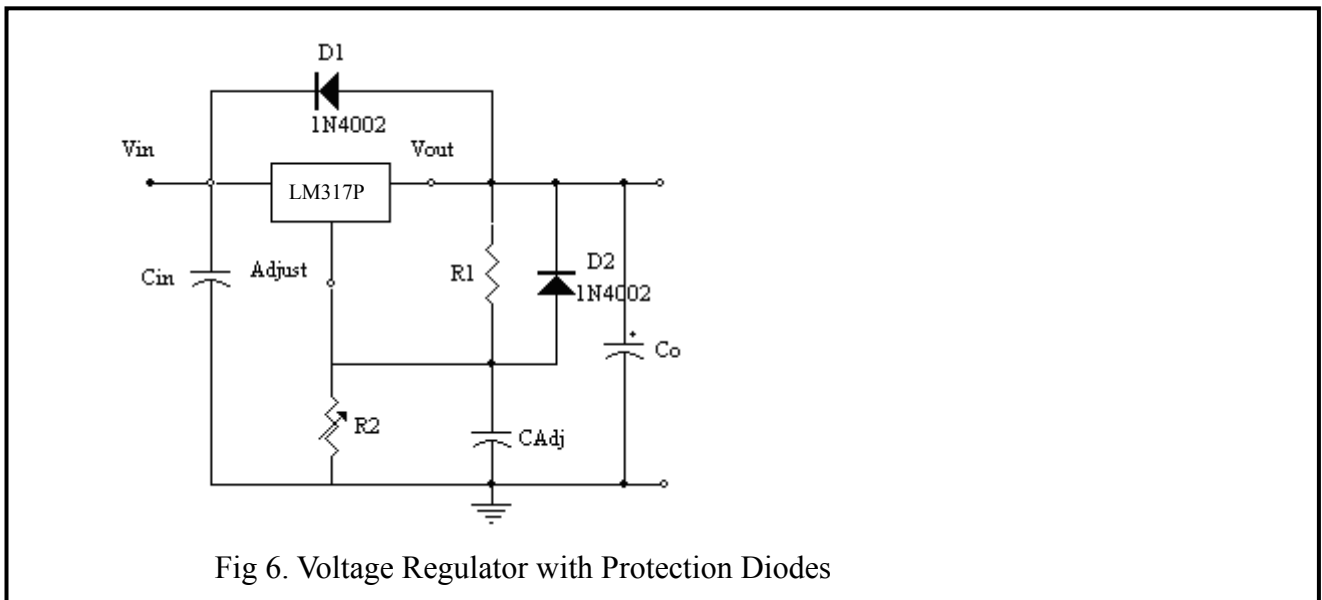 D1
1N4002
Vin
Vout
LM317P
Cin
Adjust
R1
D2
1N4002
Co
R2
CAdj
Fig 6. Voltage Regulator with Protection Diodes